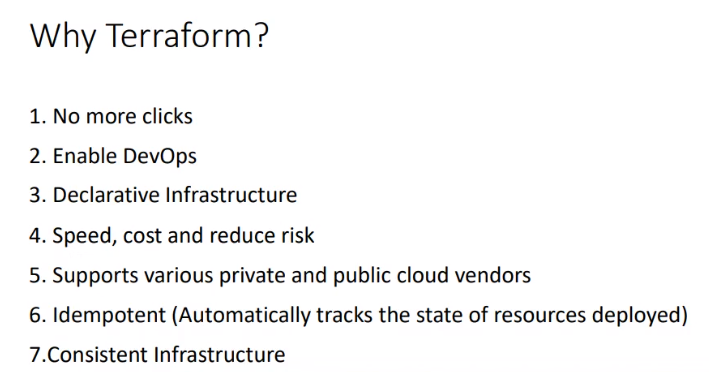 Why Terraform?
1. No more clicks
2. Enable DevOps
3. Declarative Infrastructure
4. Speed, cost and reduce risk
5. Supports various private and public cloud vendors
6. Idempotent (Automatically tracks the state of resources deployed)
7.Consistent Infrastructure